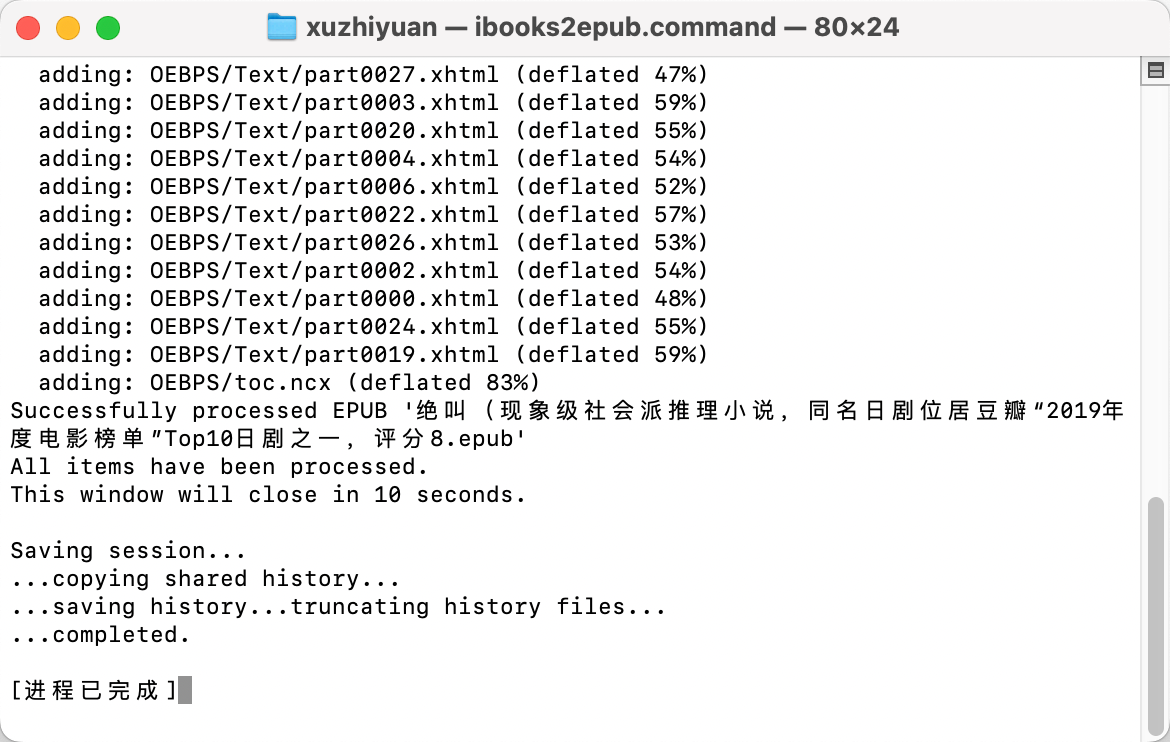 xuzhiyuan — ibooks2epub.command — 80×24
adding: OEBPS/Text/part0027.xhtml (deflated 47%)
adding: OEBPS/Text/part0003.xhtml (deflated 59%)
adding: OEBPS/Text/part0020.xhtml (deflated 55%)
adding: OEBPS/Text/part0004.xhtml (deflated 54%)
adding: OEBPS/Text/part0006.xhtml (deflated 52%)
adding: OEBPS/Text/part0022.xhtml (deflated 57%)
adding: OEBPS/Text/part0026.xhtml (deflated 53%)
adding: OEBPS/Text/part0002.xhtml (deflated 54%)
adding: OEBPS/Text/part0000.xhtml (deflated 48%)
adding: OEBPS/Text/part0024.xhtml (deflated 55%)
adding: OEBPS/Text/part0019.xhtml (deflated 59%)
adding: OEBPS/toc.ncx (deflated 83%)
Successfully processed EPUB '绝叫（现象级社会派推理小说，同名日剧位居豆瓣“2019年
度电影榜单”Top10日剧之一，评分8.epub'
All items have been processed.
This window will close in 10 seconds.
Saving session...
...copying shared history...
...saving history...truncating history files...
...completed.
[进程已完成]